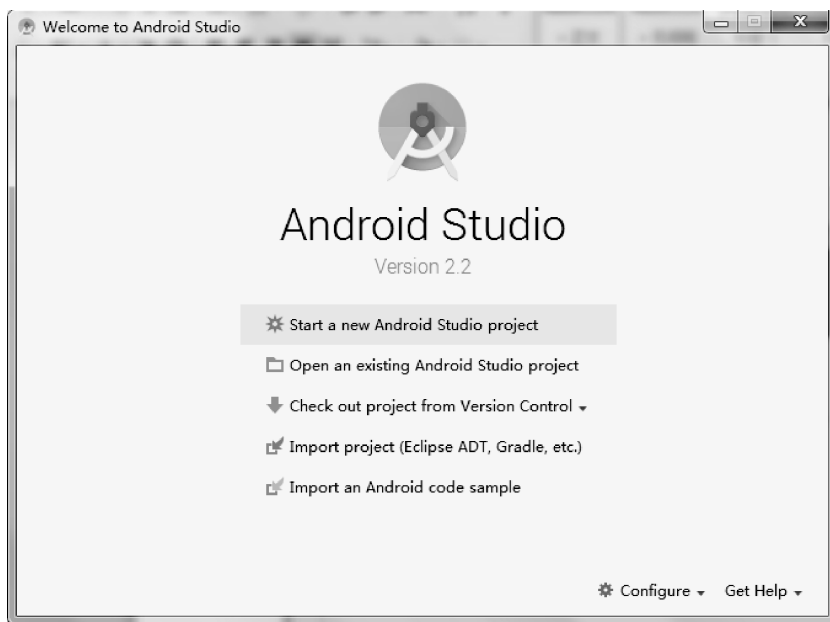 Welcome to Android Studio
Android Studio
Version 2.2
Start a new Android Studio project
Open an existing Android Studio project
Check out project from Version Control
Import project (Eclipse ADT, Gradle, etc.)
Import an Android code sample
Configure
Get Help